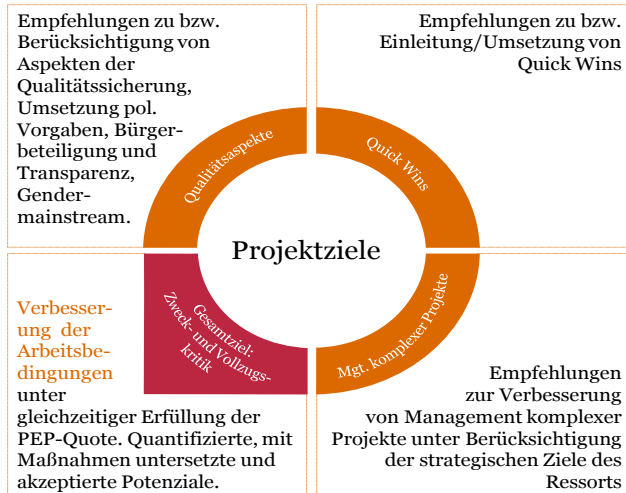 Empfehlungen zu bzw.
Berücksichtigung von
Aspekten der
Qualitätssicherung,
Umsetzung pol.
Vorgaben, Bürger-
beteiligung und
Transparenz,
Gender-
mainstream.
Empfehlungen zu bzw.
Einleitung/Umsetzung von
Quick Wins
Qualitätsaspekte
Quick Wins
Projektziele
Gesamtziel:
Zweck- und Vollzugs-
kritik
Mgt. komplexer Projekte
Verbesser-
ung der
Arbeitsbe-
dingungen
unter
gleichzeitiger Erfüllung der
PEP-Quote. Quantifizierte, mit
Maßnahmen untersetzte und
akzeptierte Potenziale.
Empfehlungen
zur Verbesserung
von Management komplexer
Projekte unter Berücksichtigung
der strategischen Ziele des
Ressorts